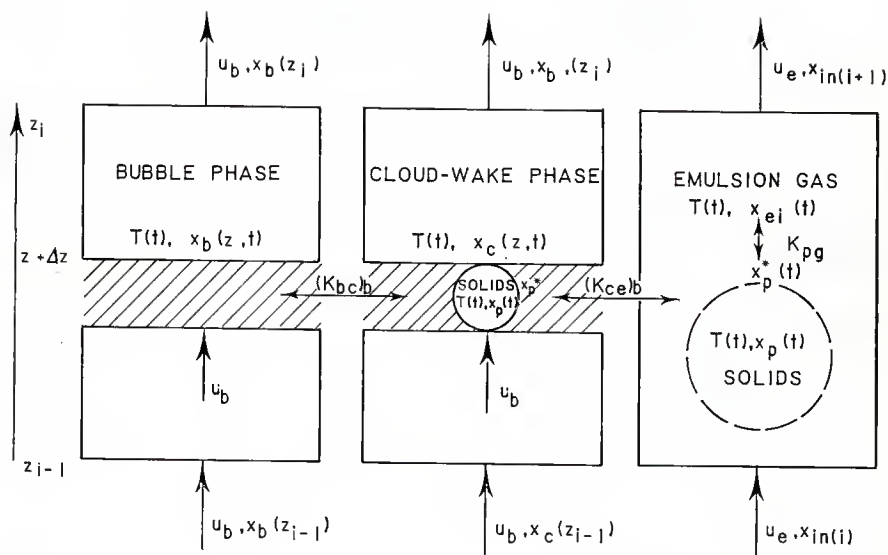 u_b, x_b(z_i)
u_b, x_b, (z_i)
u_e, x_in(i+1)
z_i
BUBBLE PHASE
CLOUD-WAKE PHASE
EMULSION GAS
T(t), x_ei (t)
T(t), x_b(z,t)
T(t), x_c(z,t)
K_pg
z+Δz
x_p^*(t)
(K_bc)_b
SOLIDS x_p^*
T(t),x_p(t)
(K_ce)_b
T(t),x_p(t)
SOLIDS
u_b
u_b
z_i-1
u_b, x_b(z_i-1)
u_b, x_c(z_i-1)
u_e, x_in(i)